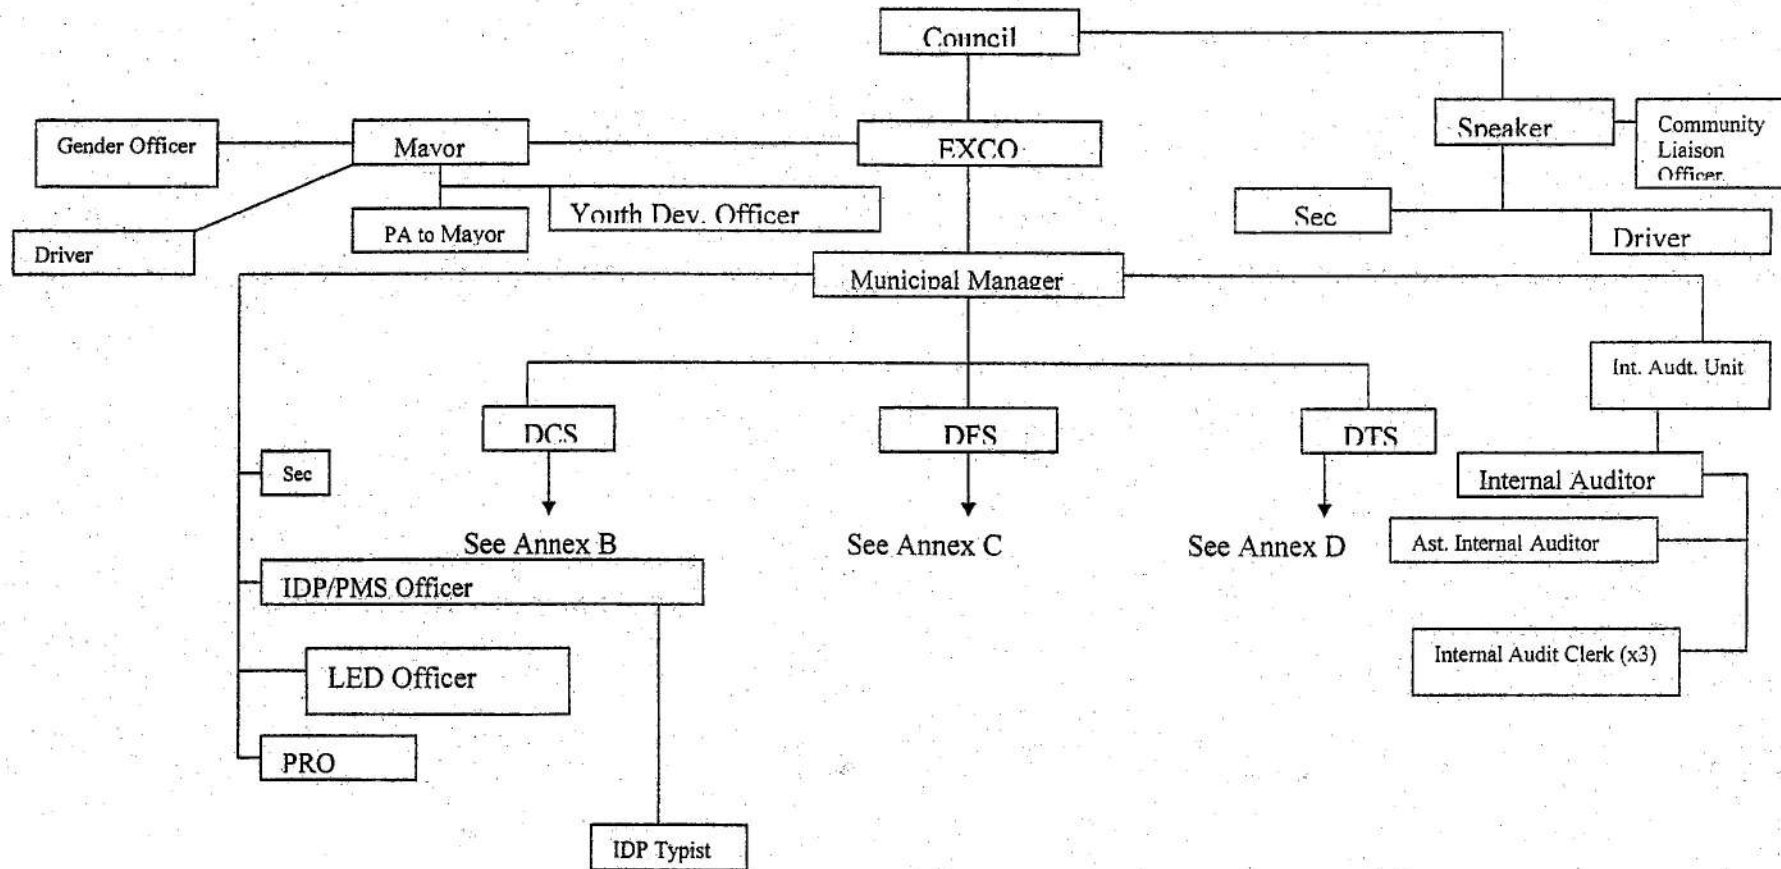 Council
Speaker
Community
Liaison
Officer.
Gender Officer
Mayor
EXCO
Youth Dev. Officer
PA to Mayor
Driver
Sec
Driver
Municipal Manager
Int. Audt. Unit
DCS
DFS
DTS
Sec
Internal Auditor
See Annex B
See Annex C
See Annex D
Ast. Internal Auditor
IDP/PMS Officer
Internal Audit Clerk (x3)
LED Officer
PRO
IDP Typist